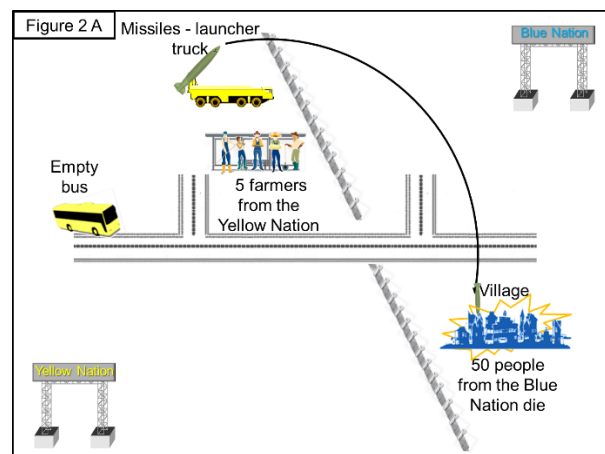 Figure 2 A
Missiles - launcher
truck
Blue Nation
Empty
bus
5 farmers
from the
Yellow Nation
Village
50 people
from the Blue
Nation die
Yellow Nation